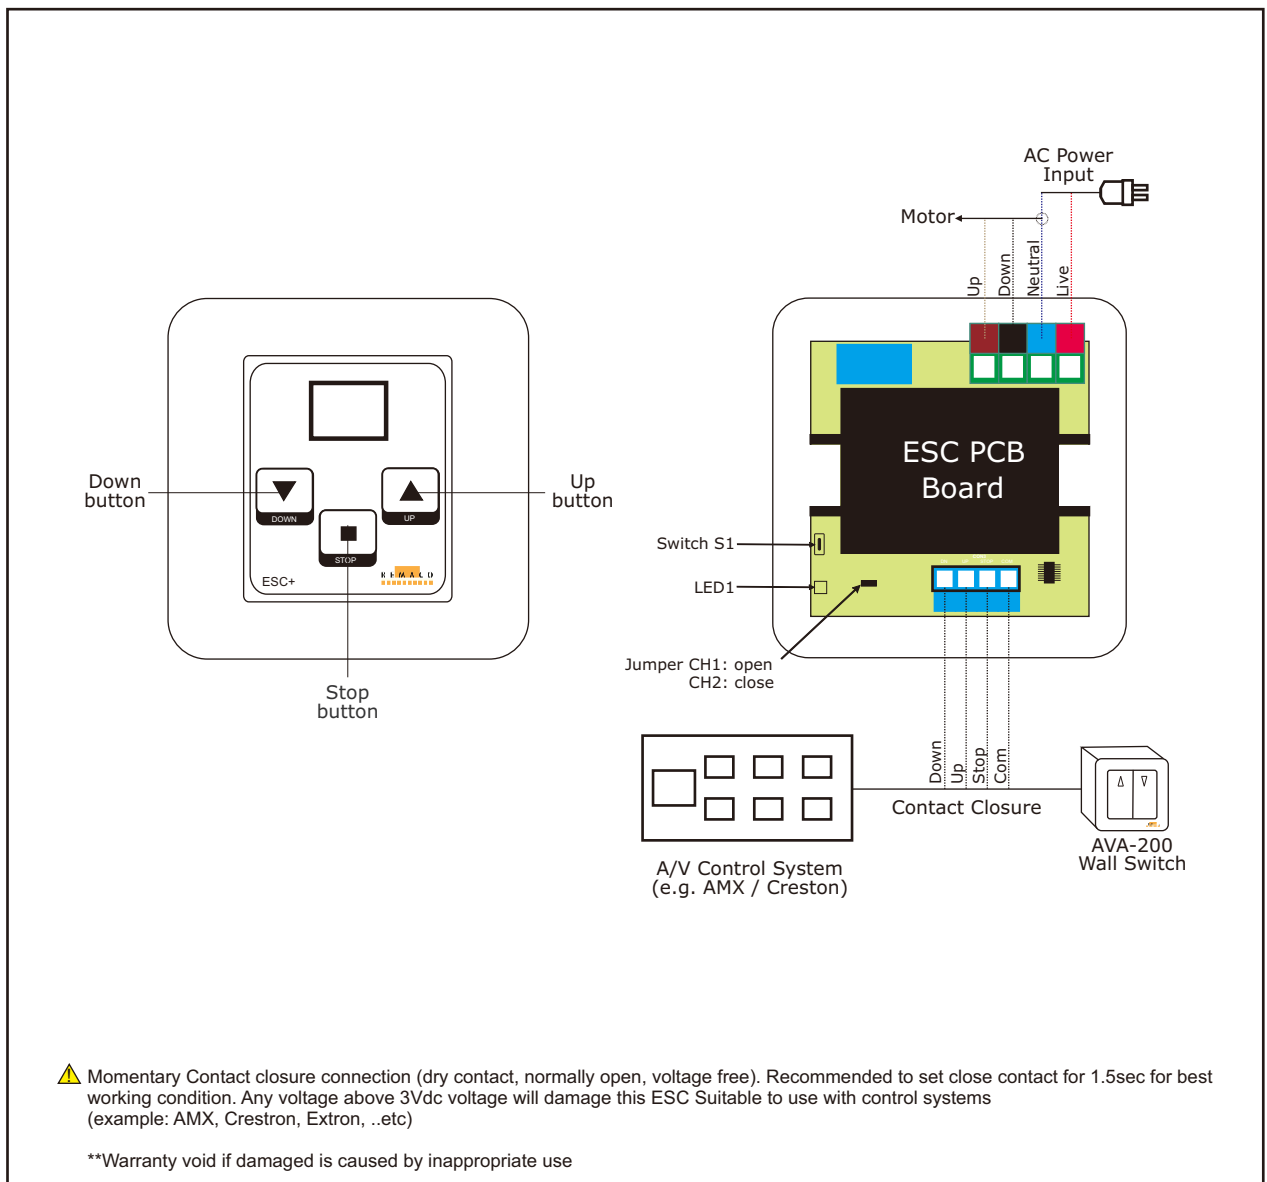 AC Power
Input
Motor
Up
Down
Neutral
Live
ESC PCB
Board
Down
button
Up
button
DOWN
UP
STOP
ESC+
Stop
button
Switch S1
LED1
Jumper CH1: open
CH2: close
Down
Up
Stop
Com
Contact Closure
A/V Control System
(e.g. AMX / Creston)
AVA-200
Wall Switch
Momentary Contact closure connection (dry contact, normally open, voltage free). Recommended to set close contact for 1.5sec for best
working condition. Any voltage above 3Vdc voltage will damage this ESC Suitable to use with control systems
(example: AMX, Crestron, Extron, ..etc)
**Warranty void if damaged is caused by inappropriate use